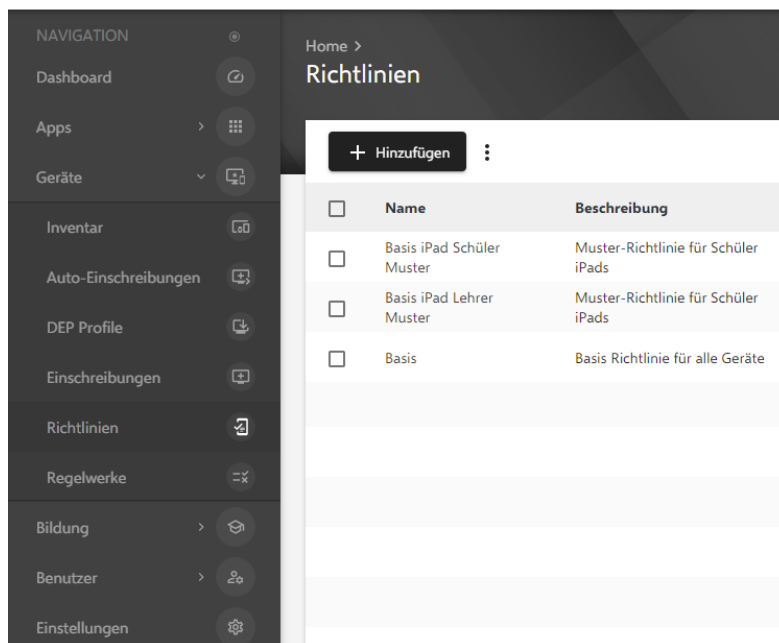 NAVIGATION
Dashboard
Apps
Geräte
Inventar
Auto-Einschreibungen
DEP Profile
Einschreibungen
Richtlinien
Regelwerke
Bildung
Benutzer
Einstellungen
Home >
Richtlinien
+ Hinzufügen
Name Beschreibung
Basis iPad Schüler Muster-Richtlinie für Schüler
Muster iPads
Basis iPad Lehrer Muster-Richtlinie für Schüler
Muster iPads
Basis Basis Richtlinie für alle Geräte